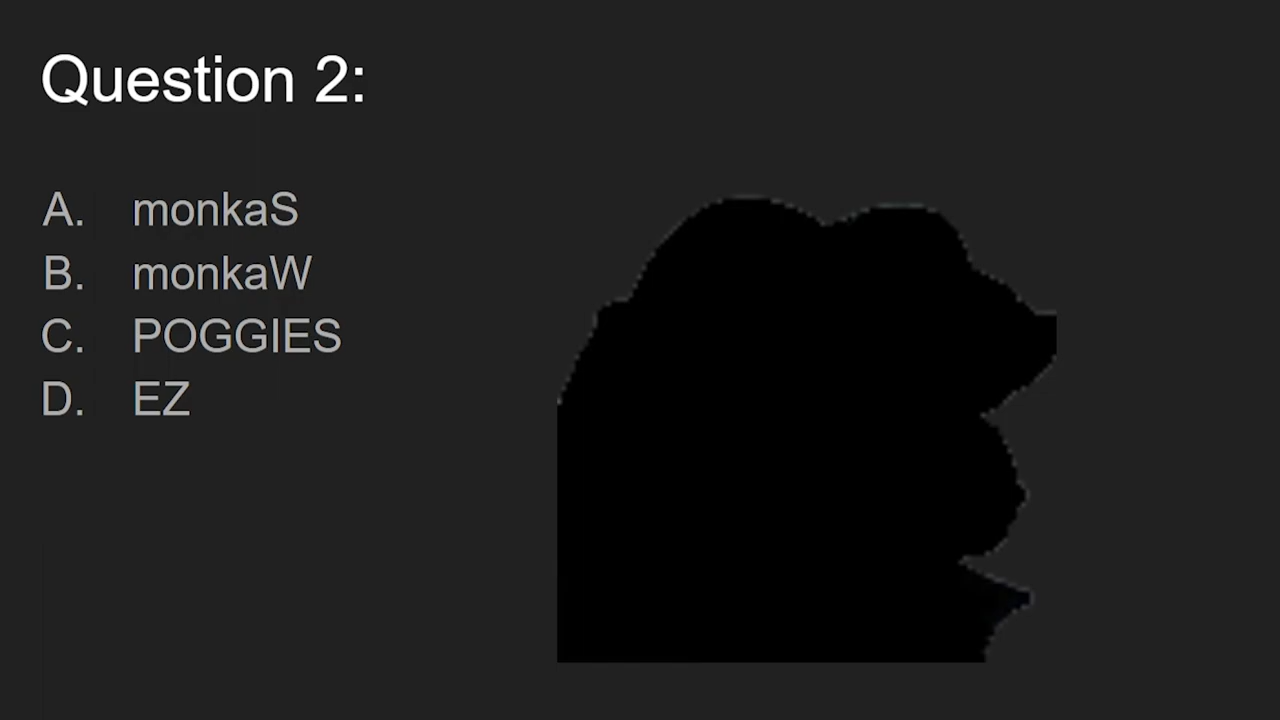 Question 2:
A. monkaS
B. monkaW
C. POGGIES
D. EZ